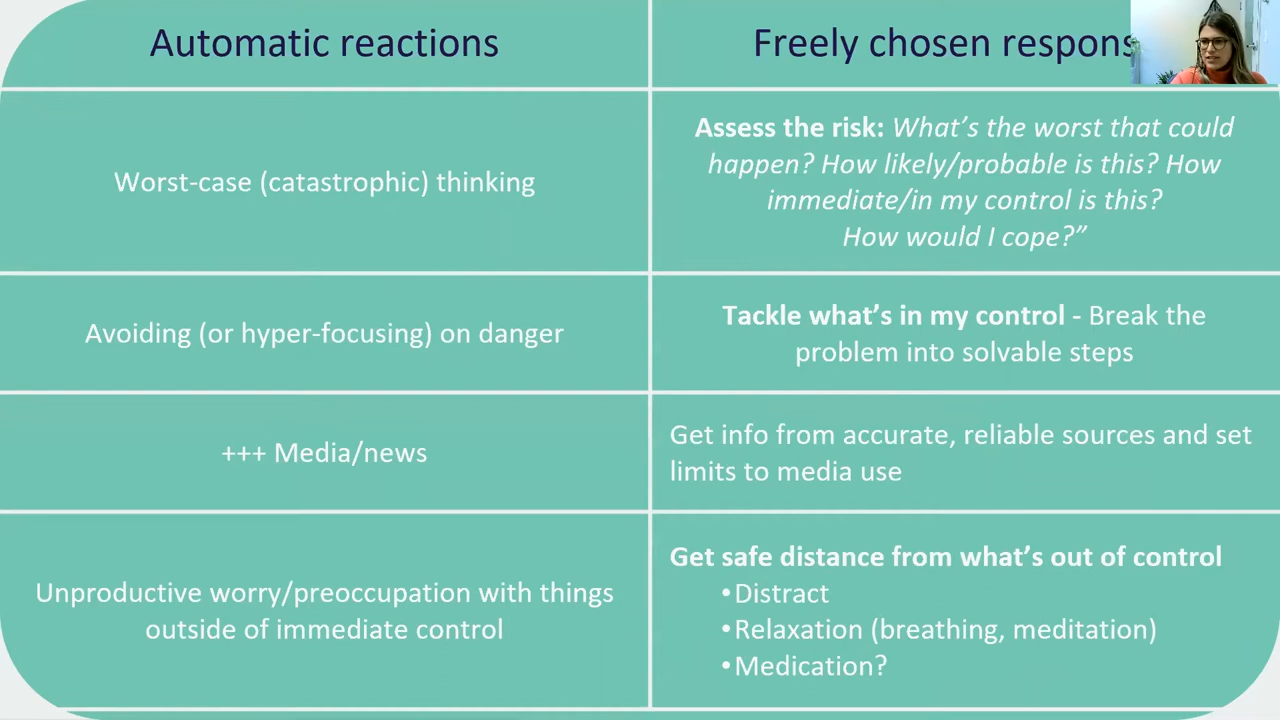 Automatic reactions
Freely chosen respons
Worst-case (catastrophic) thinking
Assess the risk: What’s the worst that could
happen? How likely/probable is this? How
immediate/in my control is this?
How would I cope?”
Avoiding (or hyper-focusing) on danger
Tackle what’s in my control - Break the
problem into solvable steps
+++ Media/news
Get info from accurate, reliable sources and set
limits to media use
Unproductive worry/preoccupation with things
outside of immediate control
Get safe distance from what’s out of control
•Distract
•Relaxation (breathing, meditation)
•Medication?